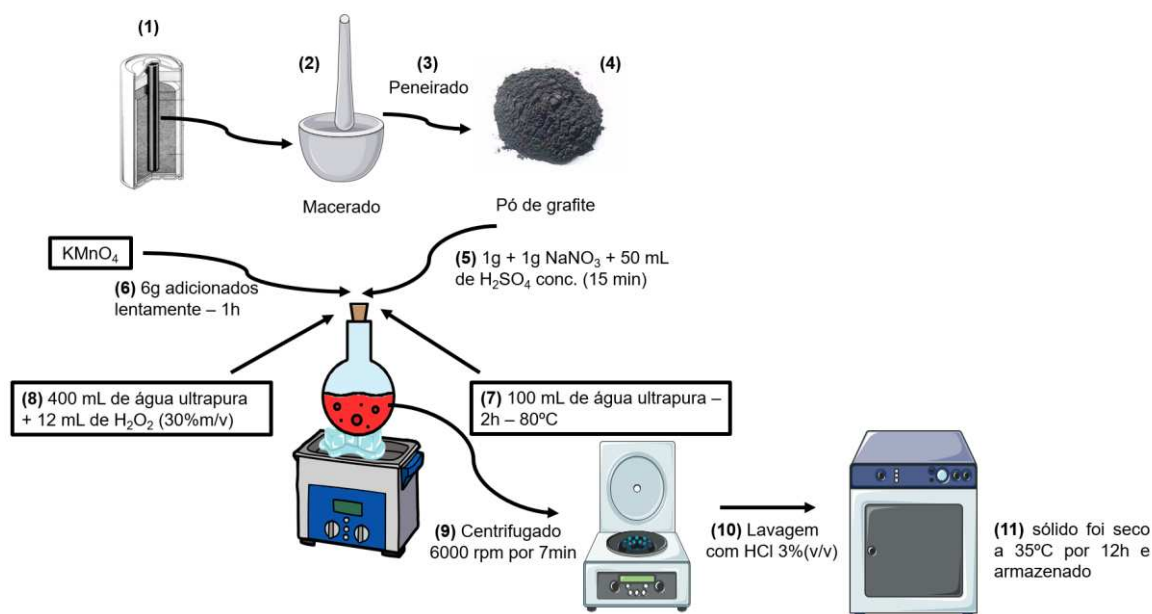 (1)
(2)
(3)
Peneirado
(4)
Macerado
Pó de grafite
KMnO₄
(5) 1g + 1g NaNO₃ + 50 mL
de H₂SO₄ conc. (15 min)
(6) 6g adicionados
lentamente – 1h
(8) 400 mL de água ultrapura
+ 12 mL de H₂O₂ (30%m/v)
(7) 100 mL de água ultrapura –
2h – 80ºC
(9) Centrifugado
6000 rpm por 7min
(10) Lavagem
com HCl 3%(v/v)
(11) sólido foi seco
a 35ºC por 12h e
armazenado